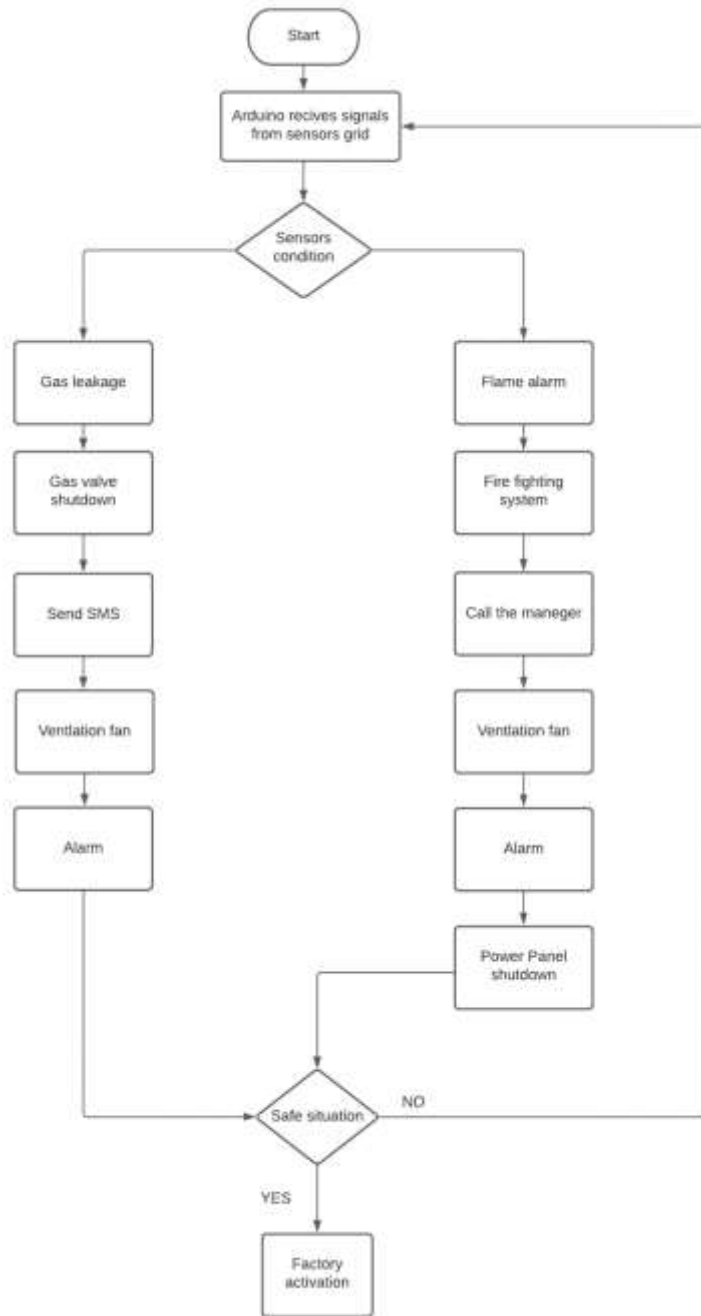 Start
Arduino recives signals
from sensors grid
Sensors
condition
Gas leakage
Flame alarm
Gas valve
shutdown
Fire fighting
system
Send SMS
Call the maneger
Ventlation fan
Ventlation fan
Alarm
Alarm
Power Panel
shutdown
Safe situation
NO
YES
Factory
activation